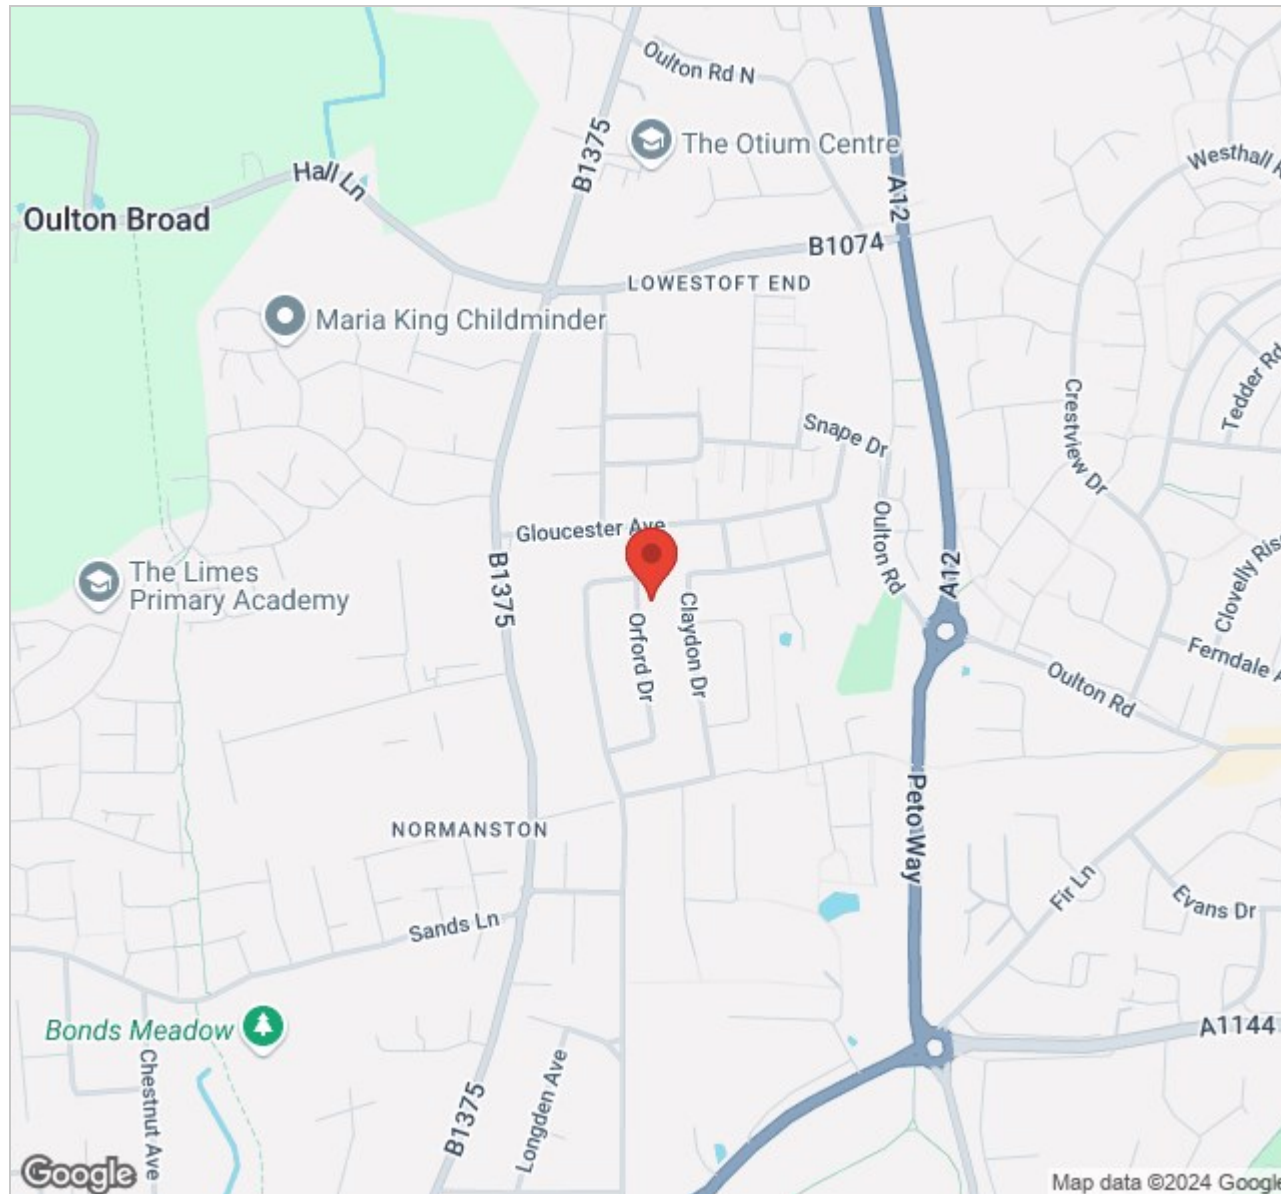 Oulton Rd N
The Otium Centre
B1375
A12
Westhall R
Hall Ln
Oulton Broad
B1074
LOWESTOFT END
Maria King Childminder
Tedder Rd
Crestview Dr
Snape Dr
Gloucester Ave
Oulton Rd
A12
Clovelly Rise
The Limes
Primary Academy
B1375
Orford Dr
Claydon Dr
Ferndale A
Oulton Rd
NORMANSTON
Peto Way
Fir Ln
Evans Dr
Sands Ln
Bonds Meadow
A1144
Chestnut Ave
Longden Ave
B1375
Google
Map data ©2024 Google